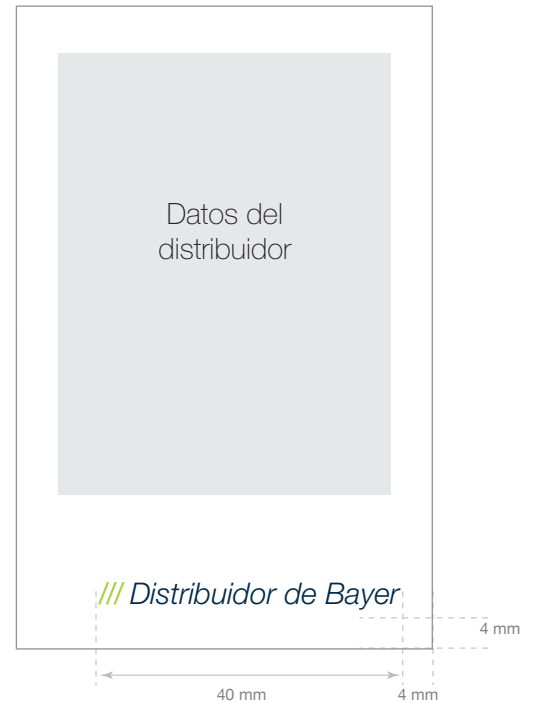 Datos del
distribuidor
/// Distribuidor de Bayer
4 mm
40 mm
4 mm